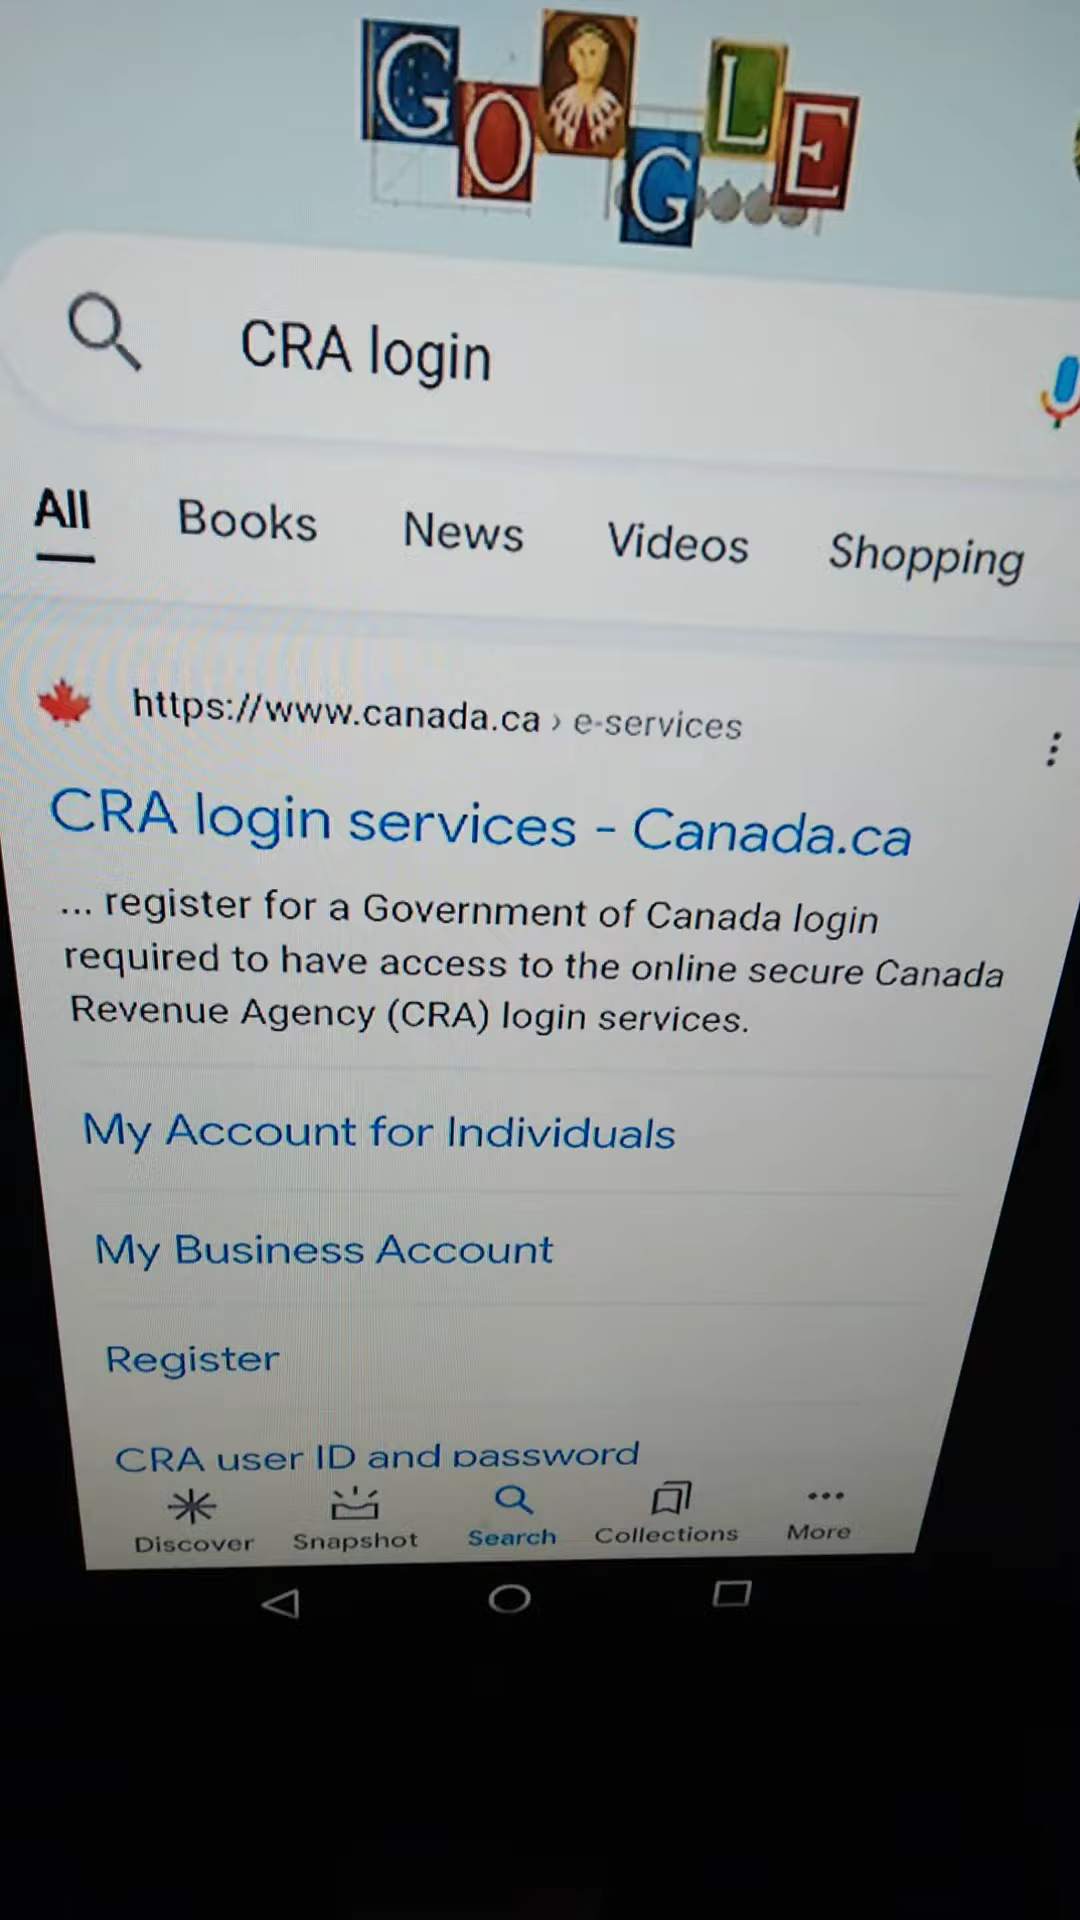 GOOGLE
CRA login
All Books News Videos Shopping
https://www.canada.ca › e-services
CRA login services - Canada.ca
... register for a Government of Canada login
required to have access to the online secure Canada
Revenue Agency (CRA) login services.
My Account for Individuals
My Business Account
Register
CRA user ID and password
Discover Snapshot Search Collections More